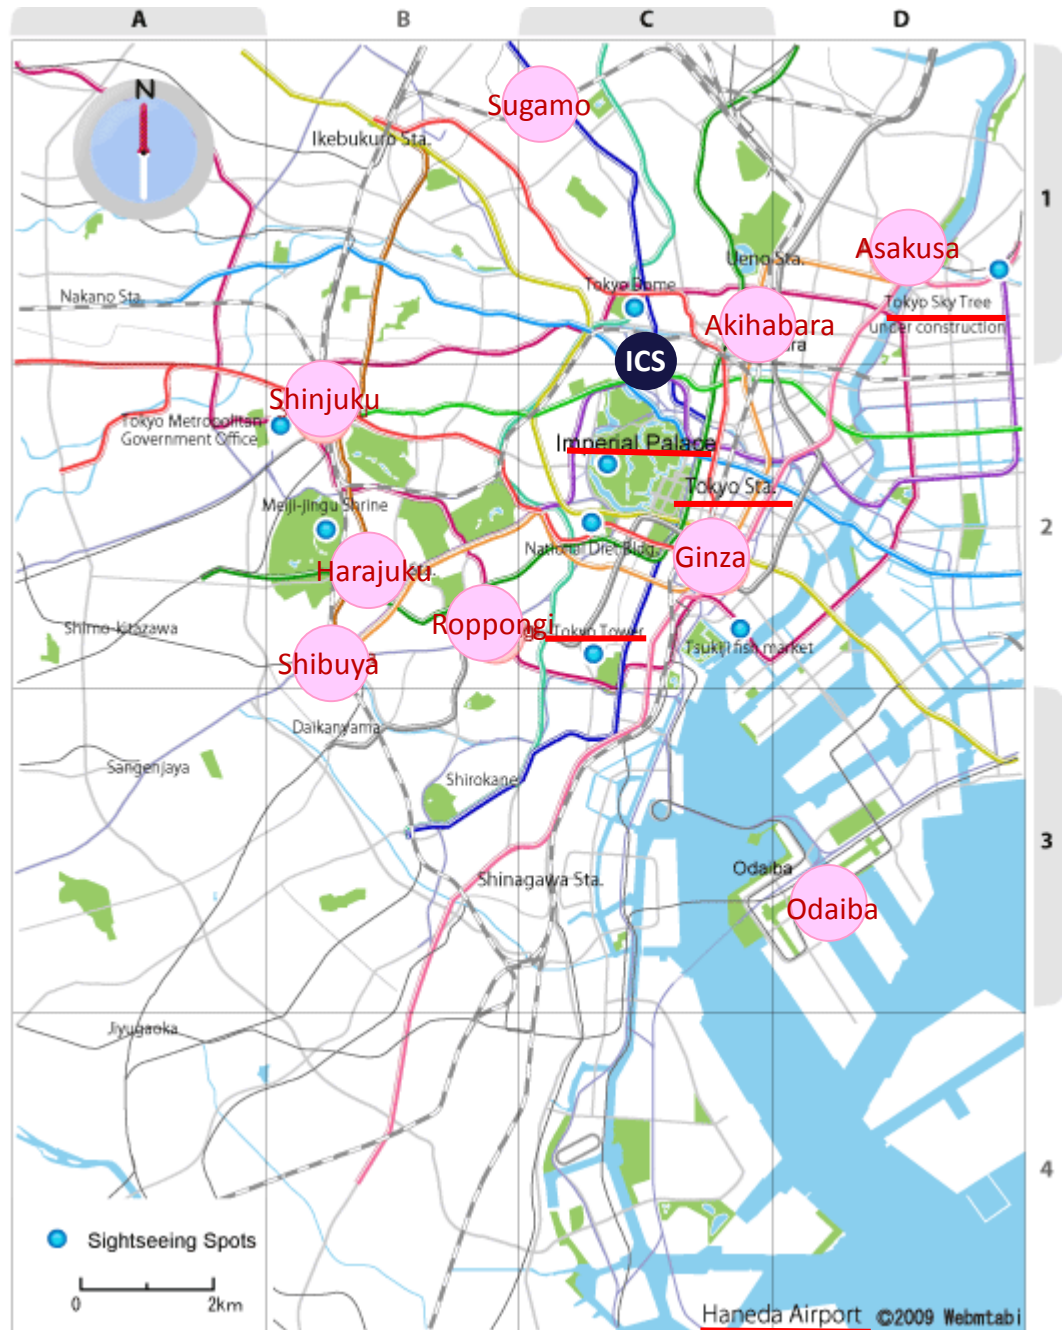 A
B
C
D
N
Sugamo
Ikebukuro Sta.
1
Asakusa
Ueno Sta.
Tokyo Dome
Nakano Sta.
Tokyo Sky Tree
under construction
Akihabara
ICS
Shinjuku
Tokyo Metropolitan
Government Office
Imperial Palace
Tokyo Sta.
Meiji-jingu Shrine
2
National Diet Bldg.
Ginza
Harajuku
Roppongi
Shimo-kitazawa
Tokyo Tower
Tsukiji fish market
Shibuya
Daikanyama
Sangenjaya
Shirokane
3
Odaiba
Shinagawa Sta.
Odaiba
Jiyugaoka
4
Sightseeing Spots
0 2km
Haneda Airport ©2009 Webmtabi